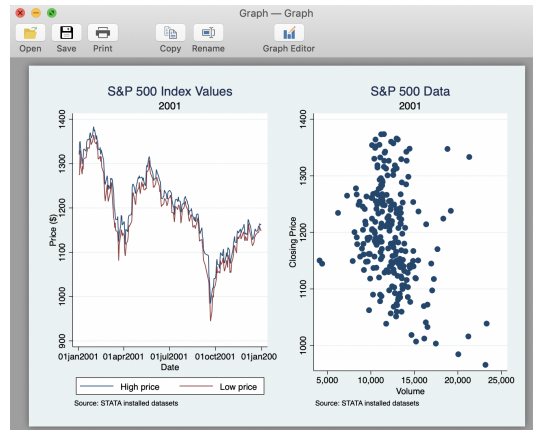 Graph — Graph
Open Save Print Copy Rename Graph Editor
S&P 500 Index Values
2001
1400
1300
1200
1100
1000
900
Price ($)
01jan2001 01apr2001 01jul2001 01oct2001 01jan200
Date
High price Low price
Source: STATA installed datasets
S&P 500 Data
2001
1400
1300
1200
1100
1000
Closing Price
5,000 10,000 15,000 20,000 25,000
Volume
Source: STATA installed datasets